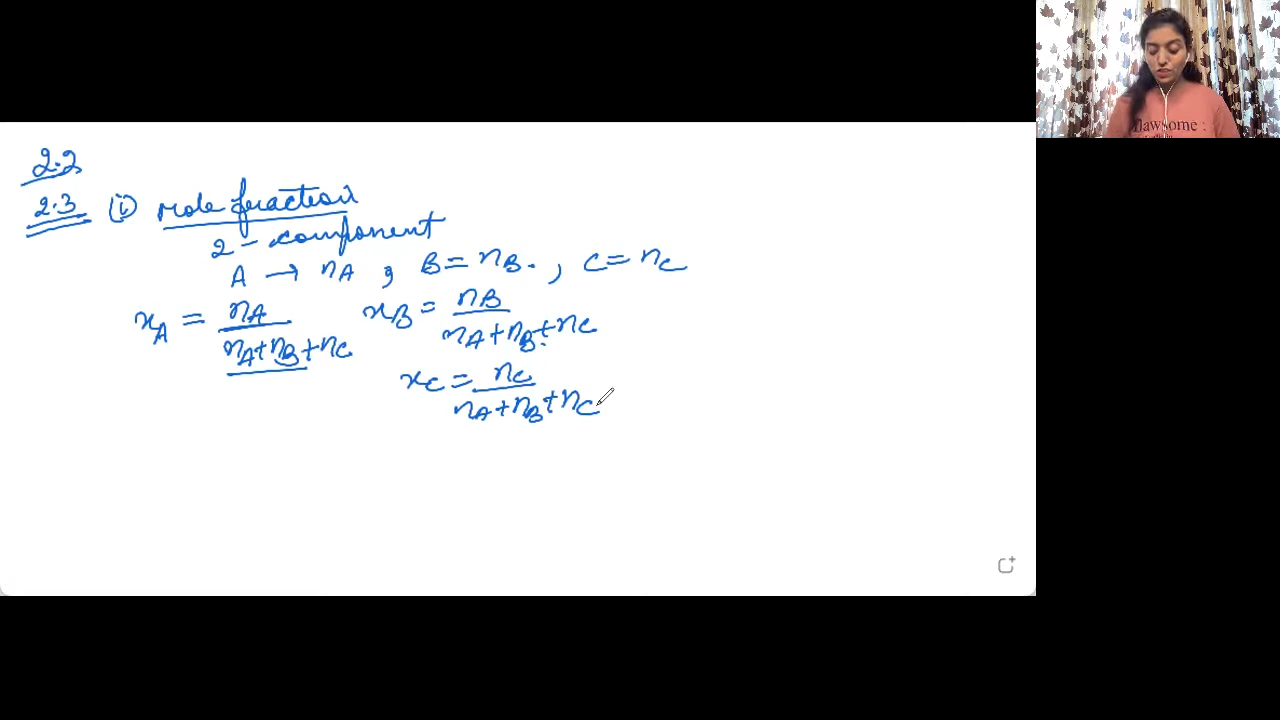 2.2
2.3 (i) mole fraction
2 - component
A → nA , B = nB. , C = nC
xA = nA / nA+nB+nC xB = nB / nA+nB+nC
xC = nC / nA+nB+nC
nawsome :